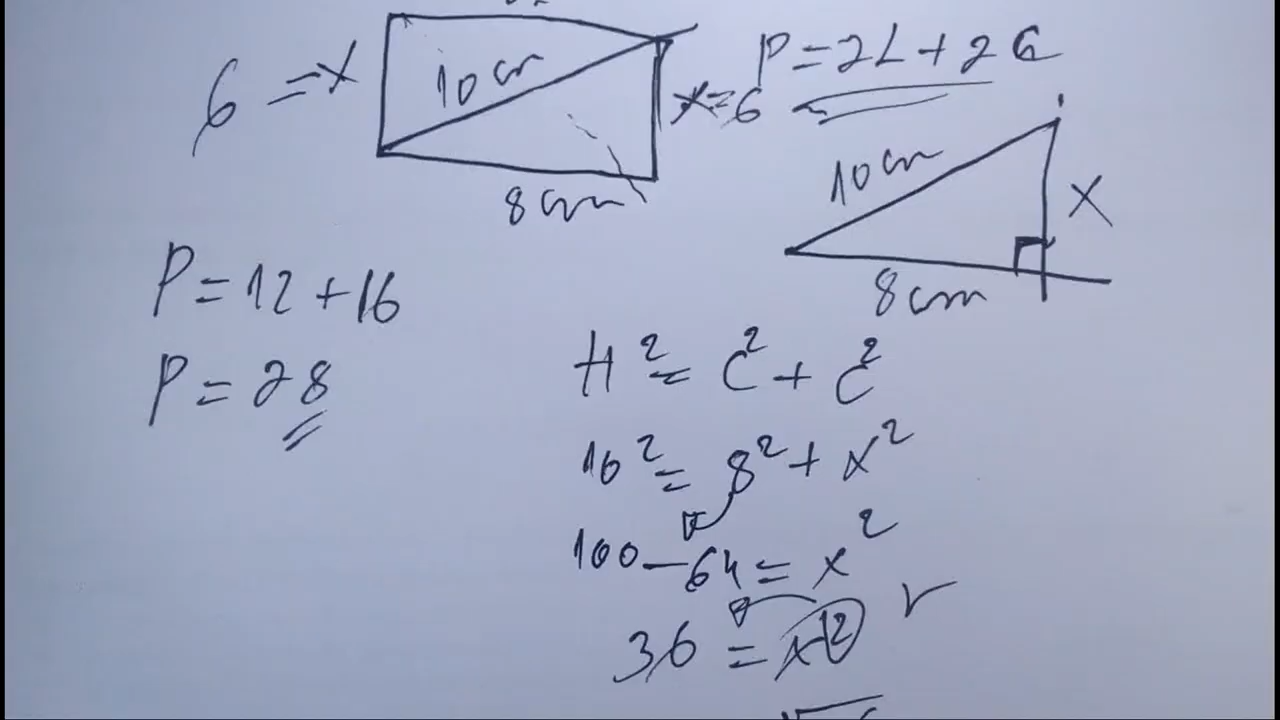 6 = x
10 cm
x = 6
8 cm
P = 2L + 2G
10 cm
x
8 cm
P = 12 + 16
P = 28
H² = C² + C²
10² = 8² + x²
100 – 64 = x²
36 = x²